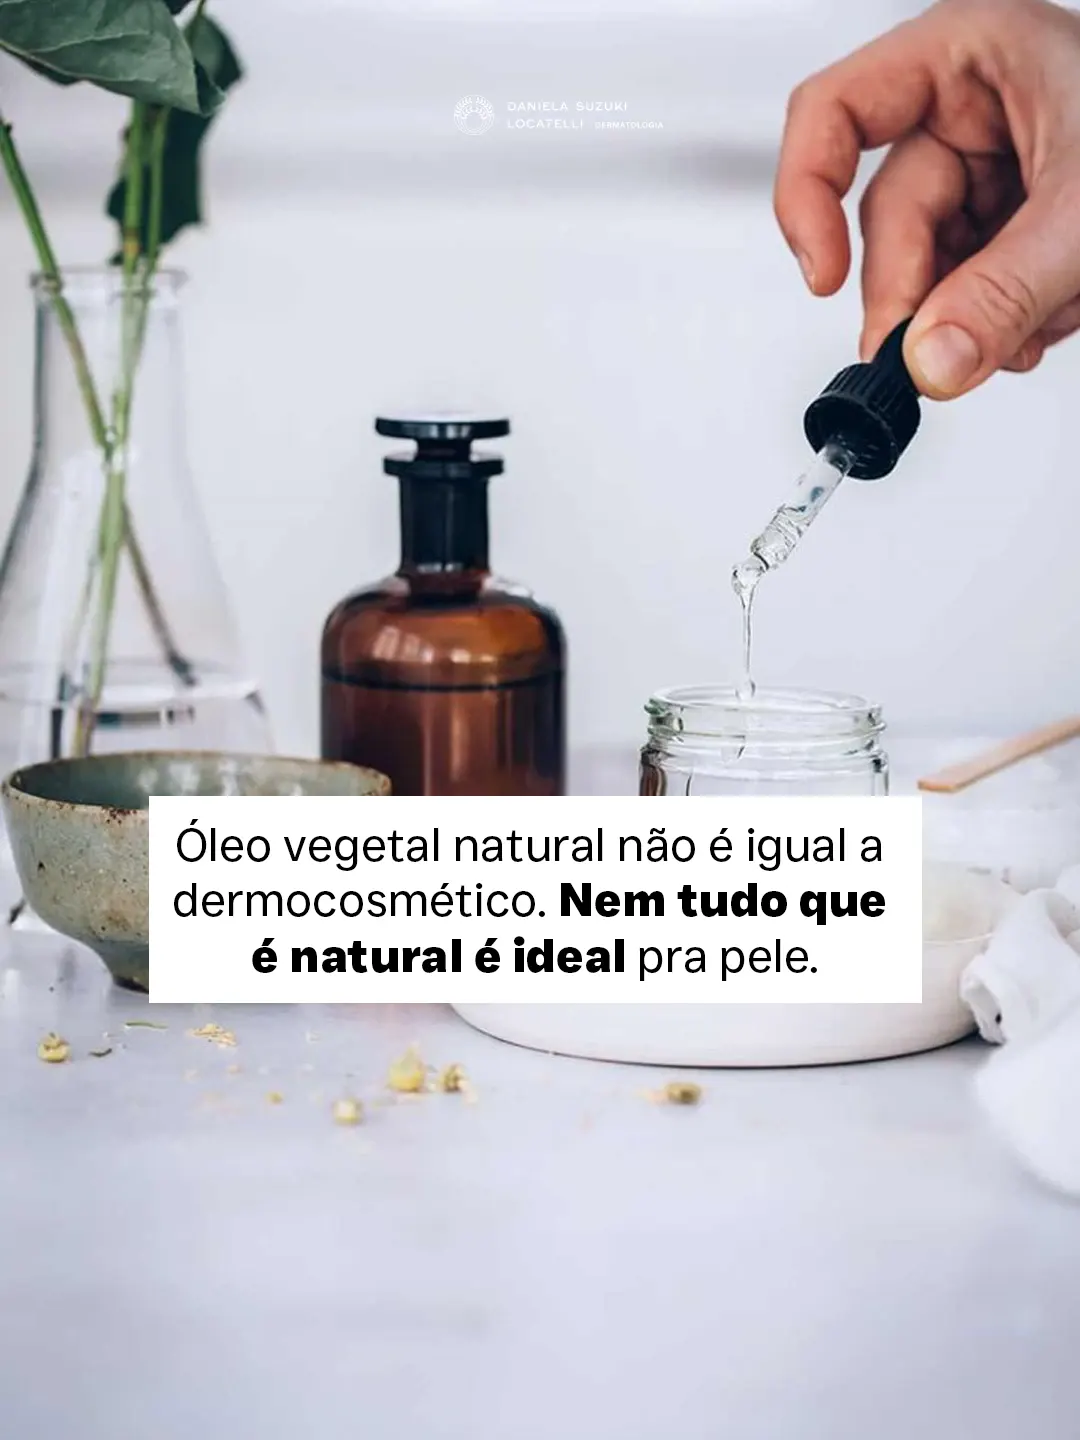 DANIELA SUZUKI
LOCATELLI DERMATOLOGIA
Óleo vegetal natural não é igual a
dermocosmético. Nem tudo que
é natural é ideal pra pele.